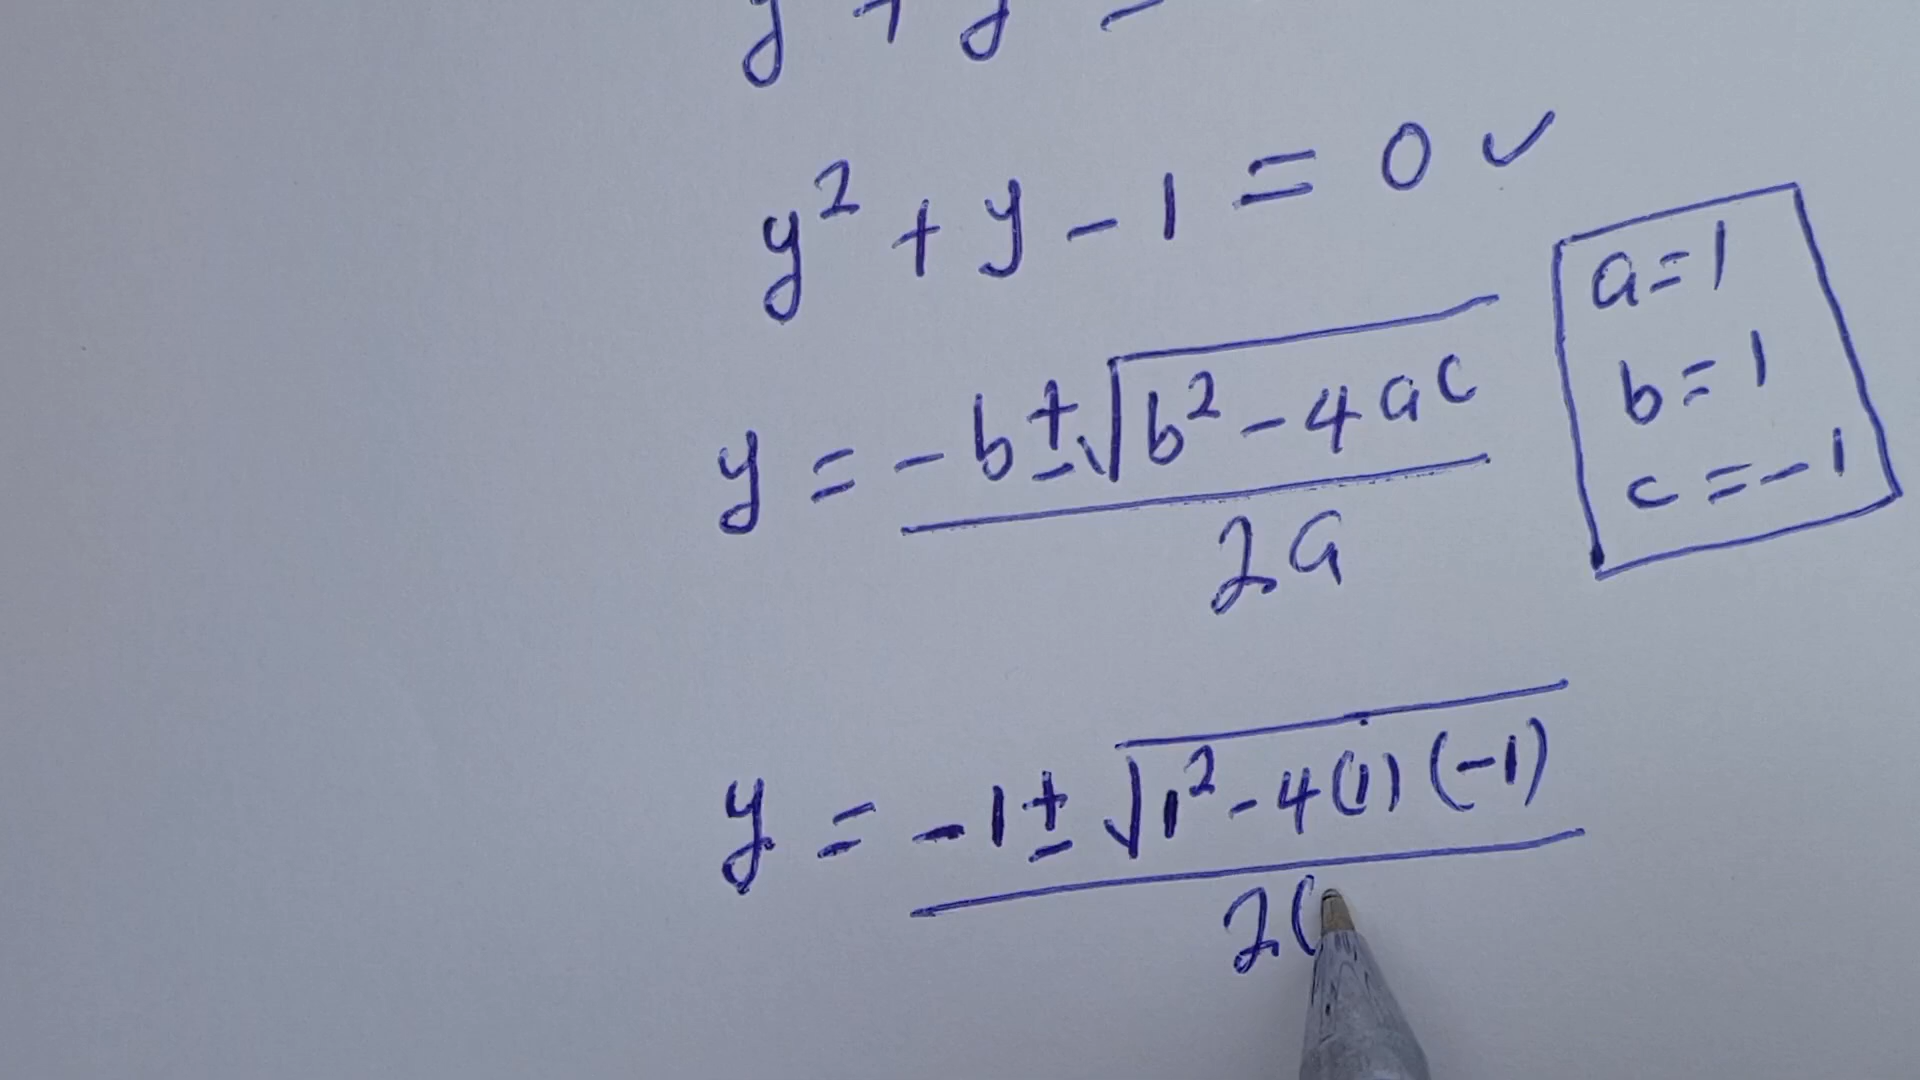 y + y -
y² + y - 1 = 0 ✓
a = 1
b = 1
c = -1
y = -b ± √(b² - 4ac) / 2a
y = -1 ± √(1² - 4(1)(-1)) / 2(